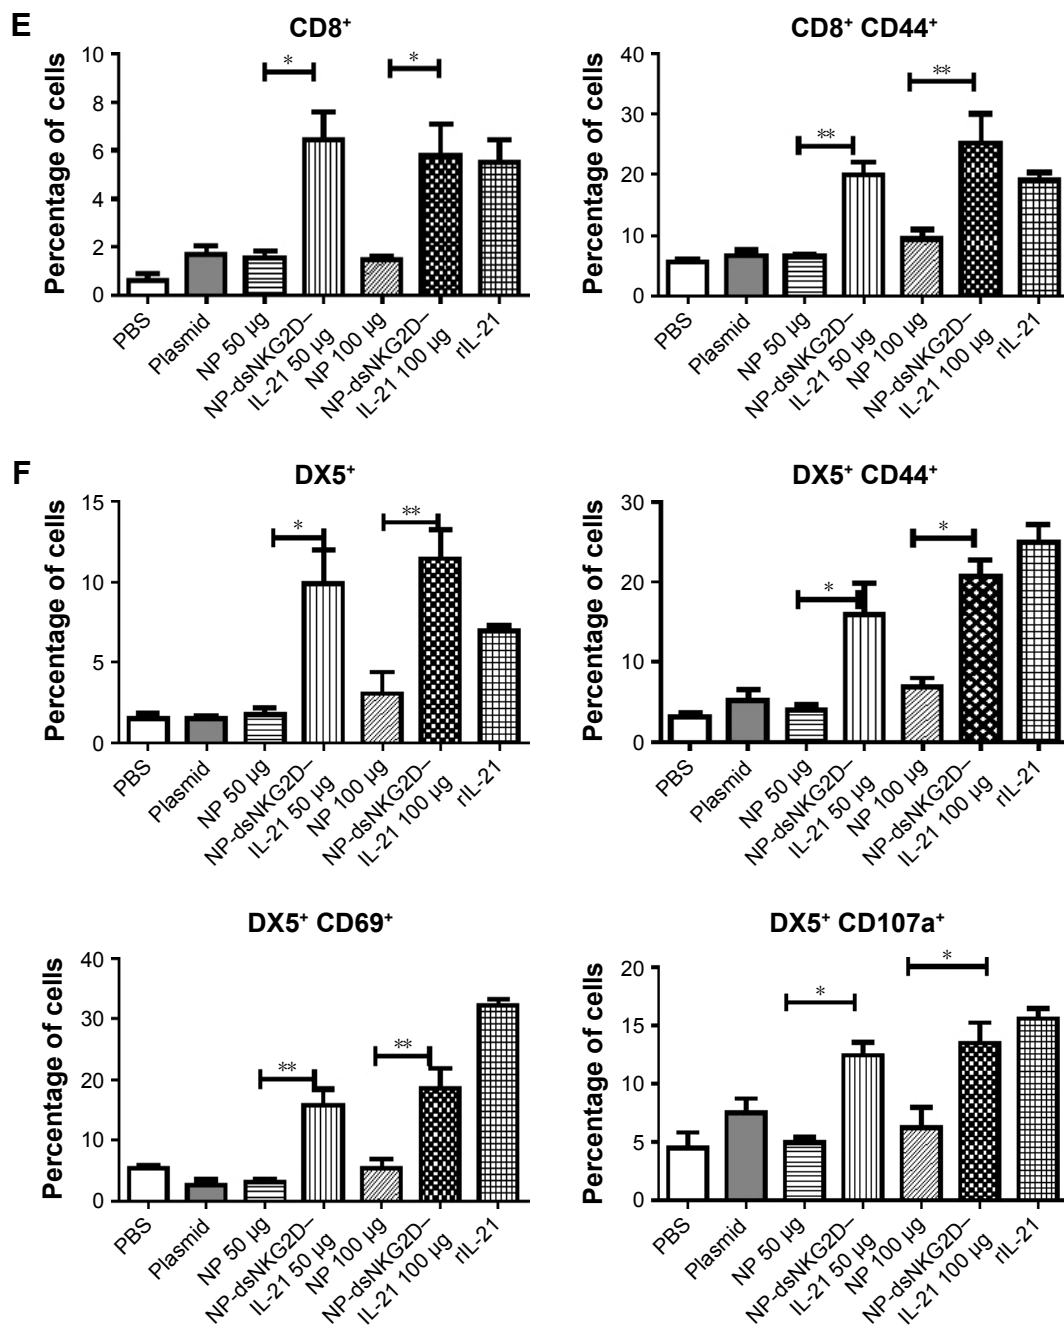 E
CD8+
Percentage of cells
10
8
6
4
2
0
*
*
PBS
Plasmid
NP 50 µg
NP-dsNKG2D–
IL-21 50 µg
NP 100 µg
NP-dsNKG2D–
IL-21 100 µg
rIL-21
CD8+ CD44+
Percentage of cells
40
30
20
10
0
**
**
PBS
Plasmid
NP 50 µg
NP-dsNKG2D–
IL-21 50 µg
NP 100 µg
NP-dsNKG2D–
IL-21 100 µg
rIL-21
F
DX5+
Percentage of cells
15
10
5
0
*
**
PBS
Plasmid
NP 50 µg
NP-dsNKG2D–
IL-21 50 µg
NP 100 µg
NP-dsNKG2D–
IL-21 100 µg
rIL-21
DX5+ CD44+
Percentage of cells
30
20
10
0
*
*
PBS
Plasmid
NP 50 µg
NP-dsNKG2D–
IL-21 50 µg
NP 100 µg
NP-dsNKG2D–
IL-21 100 µg
rIL-21
DX5+ CD69+
Percentage of cells
40
30
20
10
0
**
**
PBS
Plasmid
NP 50 µg
NP-dsNKG2D–
IL-21 50 µg
NP 100 µg
NP-dsNKG2D–
IL-21 100 µg
rIL-21
DX5+ CD107a+
Percentage of cells
20
15
10
5
0
*
*
PBS
Plasmid
NP 50 µg
NP-dsNKG2D–
IL-21 50 µg
NP 100 µg
NP-dsNKG2D–
IL-21 100 µg
rIL-21